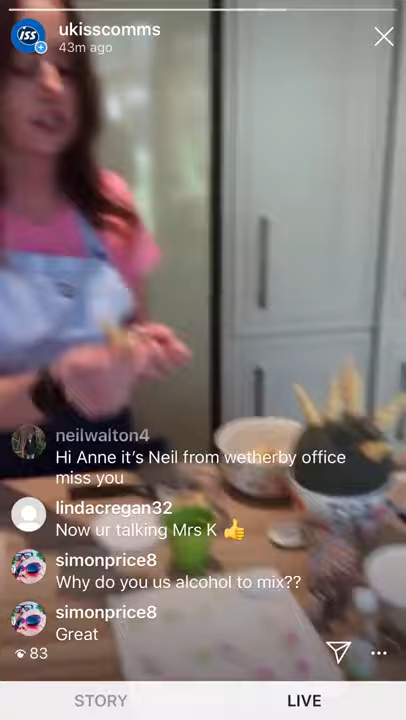 iss
ukisscomms
43m ago
neilwalton4
Hi Anne it's Neil from wetherby office
miss you
lindacregan32
Now ur talking Mrs K 👍
simonprice8
Why do you us alcohol to mix??
simonprice8
Great
83
STORY
LIVE